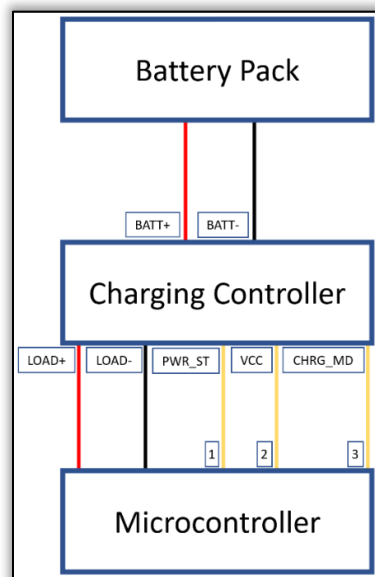 Battery Pack
BATT+ BATT-
Charging Controller
LOAD+ LOAD- PWR_ST VCC CHRG_MD
1 2 3
Microcontroller